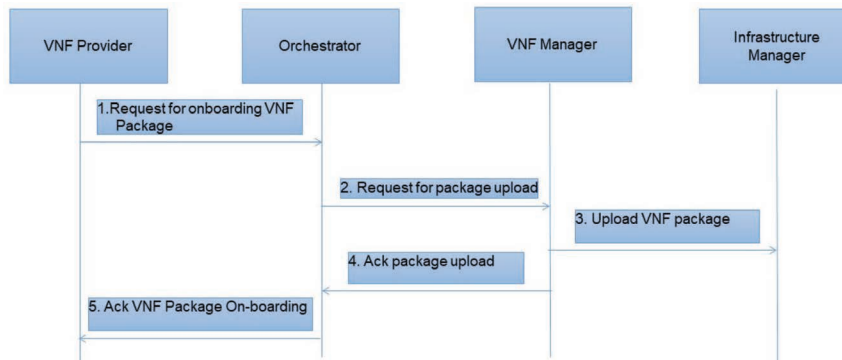 VNF Provider
Orchestrator
VNF Manager
Infrastructure
Manager
1.Request for onboarding VNF
Package
2. Request for package upload
3. Upload VNF package
4. Ack package upload
5. Ack VNF Package On-boarding